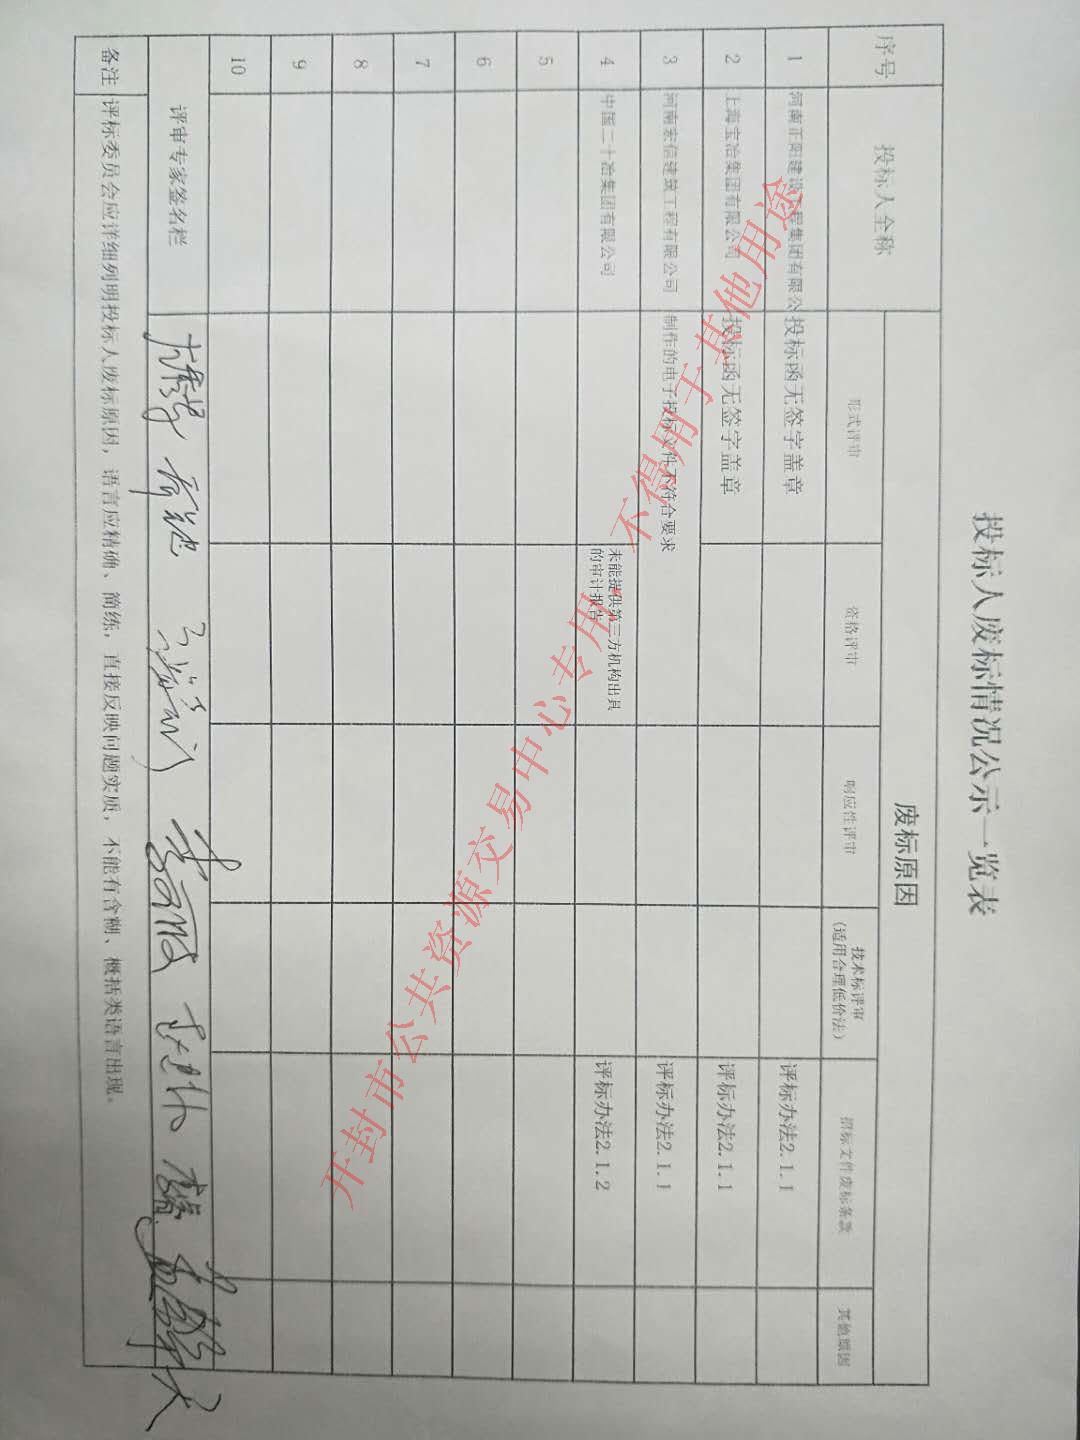 投标人废标情况公示一览表
序号 投标人全称 废标原因
形式评审 资格评审 响应性评审 技术标评审 招标文件废标条款 其他原因
(适用合理低价法)
1 河南正阳建设工程集团有限公 投标函无签字盖章 评标办法2.1.1
2 上海宝冶集团有限公司 投标函无签字盖章 评标办法2.1.1
3 河南宏信建筑工程有限公司 制作的电子投标文件不符合要求 评标办法2.1.1
4 中国二十冶集团有限公司 未能提供第三方机构出具 评标办法2.1.2
的审计报告
5
6
7
8
9
10
评审专家签名栏
备注 评标委员会应详细列明投标人废标原因，语言应精确、简练，直接反映问题实质，不能有含糊、概括类语言出现。
开封市公共资源交易中心专用，不得用于其他用途